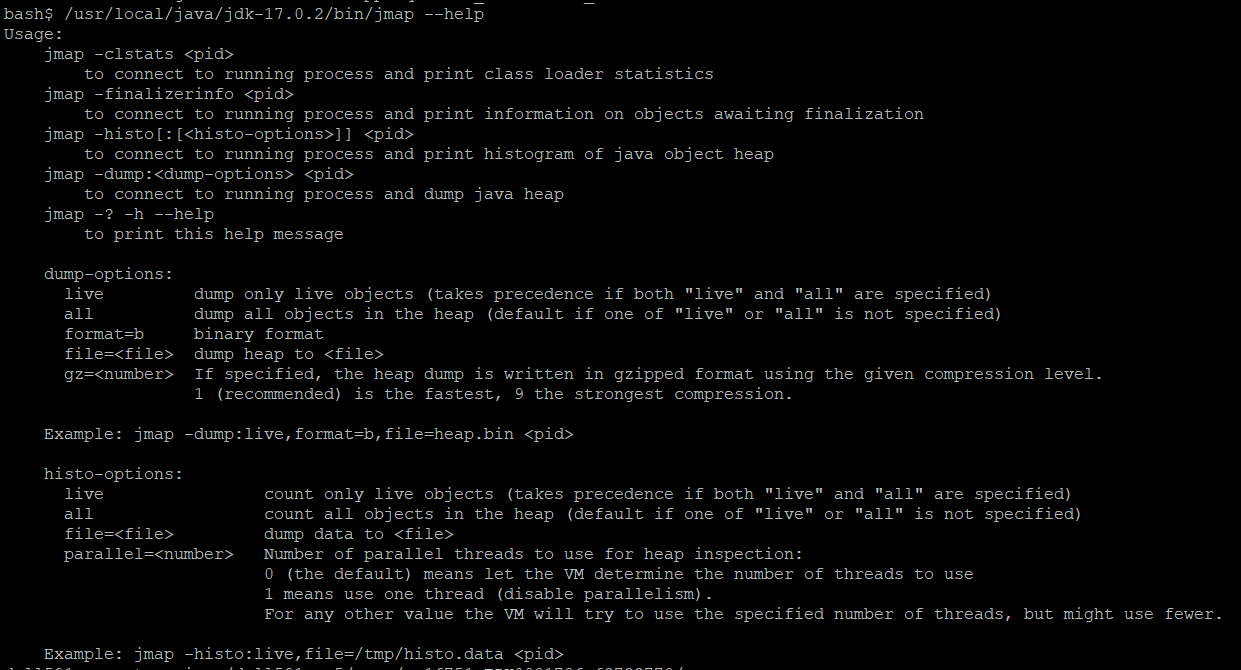 bash$ /usr/local/java/jdk-17.0.2/bin/jmap --help
Usage:
    jmap -clstats <pid>
        to connect to running process and print class loader statistics
    jmap -finalizerinfo <pid>
        to connect to running process and print information on objects awaiting finalization
    jmap -histo[:[<histo-options>]] <pid>
        to connect to running process and print histogram of java object heap
    jmap -dump:<dump-options> <pid>
        to connect to running process and dump java heap
    jmap -? -h --help
        to print this help message

    dump-options:
      live         dump only live objects (takes precedence if both "live" and "all" are specified)
      all          dump all objects in the heap (default if one of "live" or "all" is not specified)
      format=b     binary format
      file=<file>  dump heap to <file>
      gz=<number>  If specified, the heap dump is written in gzipped format using the given compression level.
                   1 (recommended) is the fastest, 9 the strongest compression.

    Example: jmap -dump:live,format=b,file=heap.bin <pid>

    histo-options:
      live                count only live objects (takes precedence if both "live" and "all" are specified)
      all                 count all objects in the heap (default if one of "live" or "all" is not specified)
      file=<file>         dump data to <file>
      parallel=<number>   Number of parallel threads to use for heap inspection:
                          0 (the default) means let the VM determine the number of threads to use
                          1 means use one thread (disable parallelism).
                          For any other value the VM will try to use the specified number of threads, but might use fewer.

    Example: jmap -histo:live,file=/tmp/histo.data <pid>